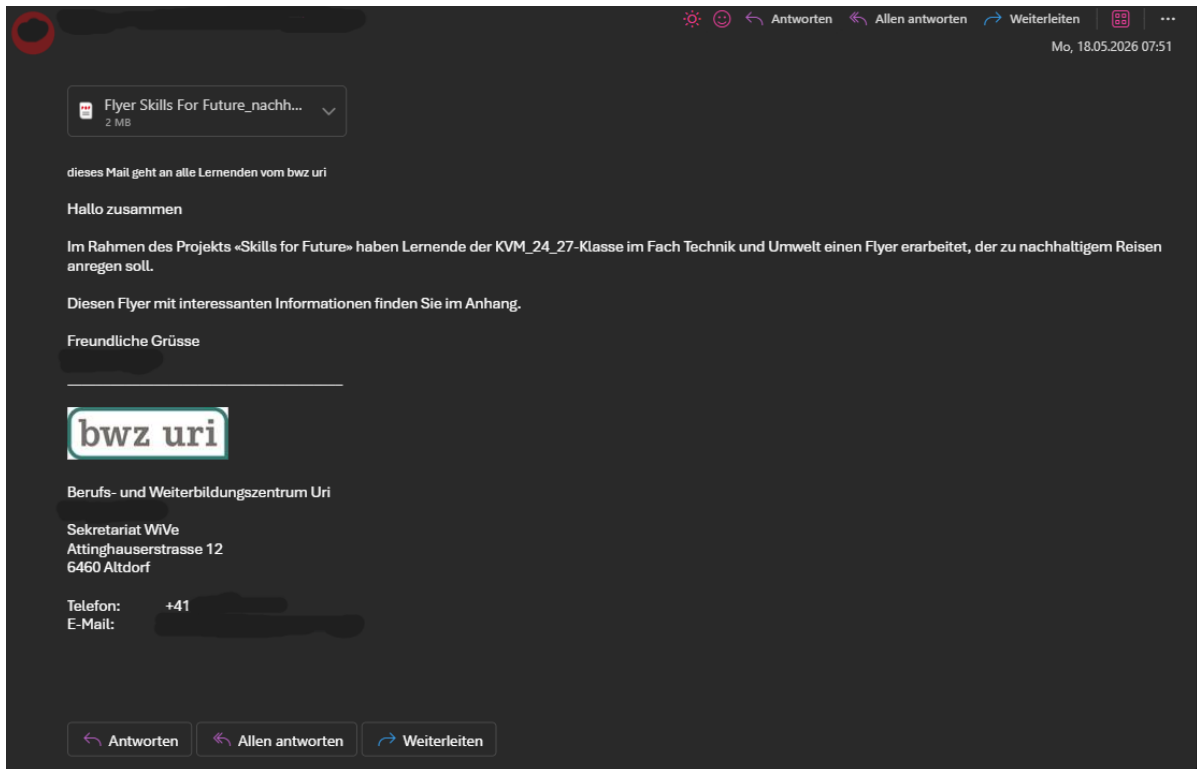 Antworten Allen antworten Weiterleiten ...
Mo, 18.05.2026 07:51
Flyer Skills For Future_nachh...
2 MB
dieses Mail geht an alle Lernenden vom bwz uri
Hallo zusammen
Im Rahmen des Projekts «Skills for Future» haben Lernende der KVM_24_27-Klasse im Fach Technik und Umwelt einen Flyer erarbeitet, der zu nachhaltigem Reisen
anregen soll.
Diesen Flyer mit interessanten Informationen finden Sie im Anhang.
Freundliche Grüsse
bwz uri
Berufs- und Weiterbildungszentrum Uri
Sekretariat WiVe
Attinghauserstrasse 12
6460 Altdorf
Telefon: +41
E-Mail:
Antworten Allen antworten Weiterleiten